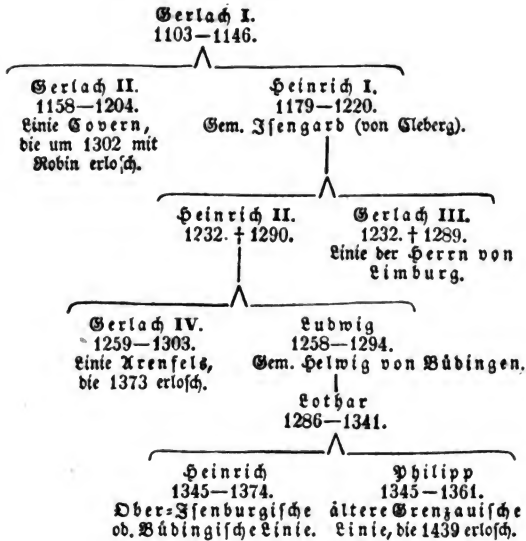 Gerlach I.
1103—1146.
Gerlach II.
1158—1204.
Linie Covern,
die um 1302 mit
Robin erlosch.
Heinrich I.
1179—1220.
Gem. Isengard (von Cleberg).
Heinrich II.
1232. † 1290.
Gerlach III.
1232. † 1289.
Linie der Herrn von
Limburg.
Gerlach IV.
1259—1303.
Linie Arenfels,
die 1373 erlosch.
Ludwig
1258—1294.
Gem. Helwig von Büdingen.
Lothar
1286—1341.
Heinrich
1345—1374.
Ober-Isenburgische
od. Büdingische Linie.
Philipp
1345—1361.
ältere Grenzauische
Linie, die 1439 erlosch.